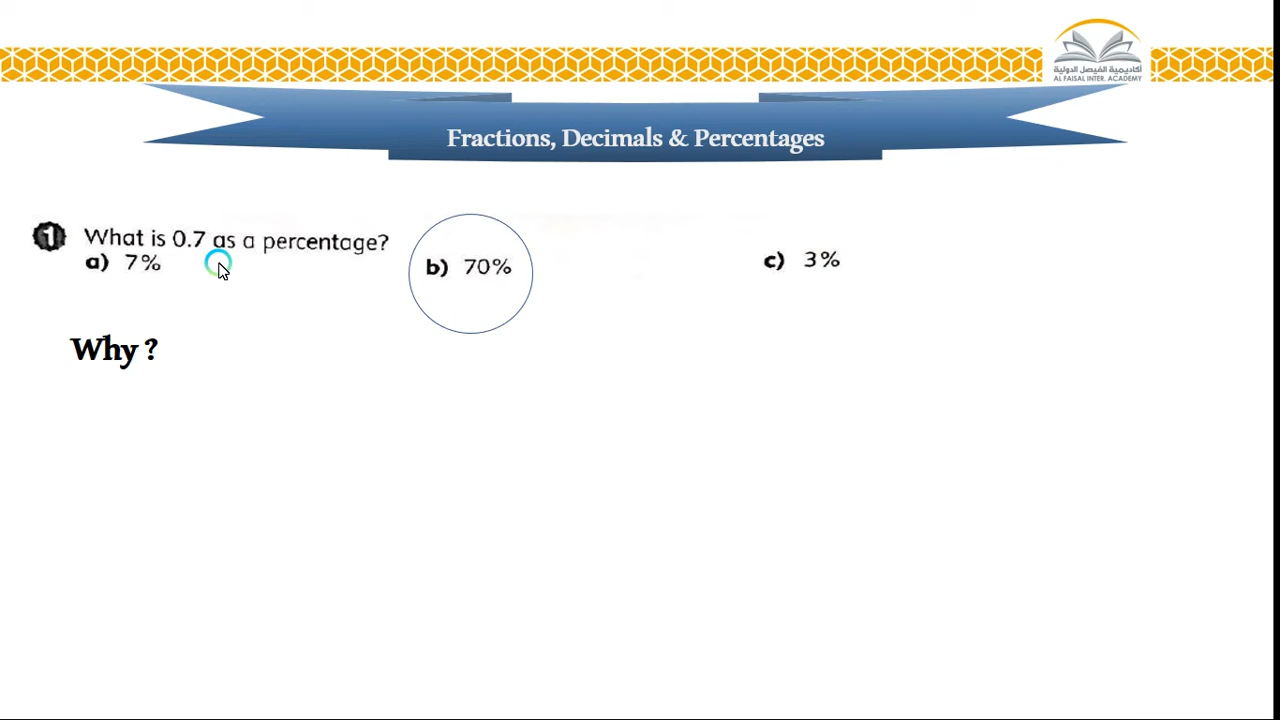 أكاديمية الفيصل الدولية
AL FAISAL INTER. ACADEMY
Fractions, Decimals & Percentages
1 What is 0.7 as a percentage?
a) 7% b) 70% c) 3%
Why ?